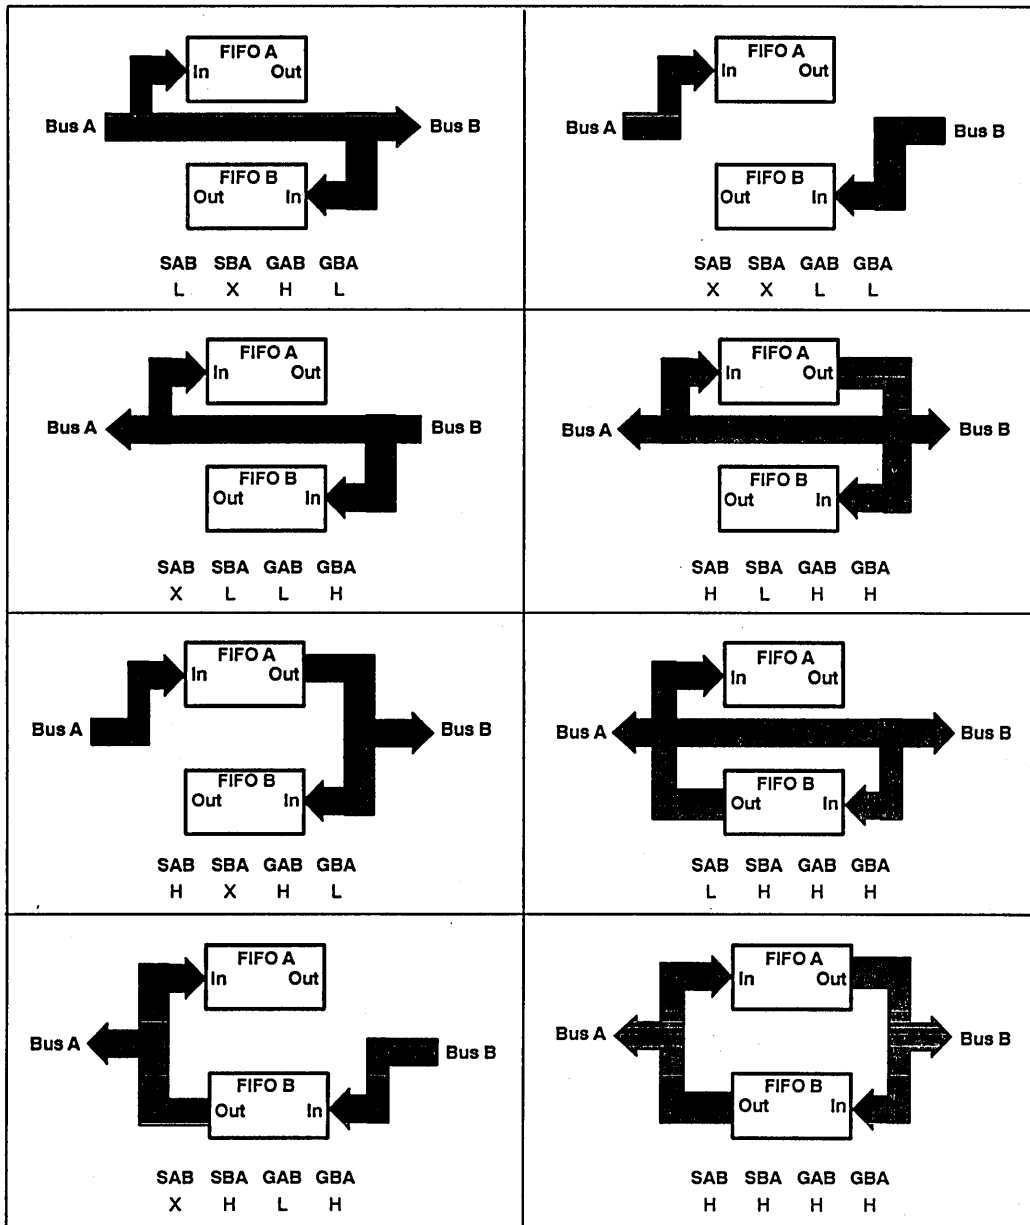 FIFO A
In Out
Bus A Bus B
FIFO B
Out In
SAB SBA GAB GBA
L X H L
FIFO A
In Out
Bus A Bus B
FIFO B
Out In
SAB SBA GAB GBA
X X L L
FIFO A
In Out
Bus A Bus B
FIFO B
Out In
SAB SBA GAB GBA
X L L H
FIFO A
In Out
Bus A Bus B
FIFO B
Out In
SAB SBA GAB GBA
H L H H
FIFO A
In Out
Bus A Bus B
FIFO B
Out In
SAB SBA GAB GBA
H X H L
FIFO A
In Out
Bus A Bus B
FIFO B
Out In
SAB SBA GAB GBA
L H H H
FIFO A
In Out
Bus A Bus B
FIFO B
Out In
SAB SBA GAB GBA
X H L H
FIFO A
In Out
Bus A Bus B
FIFO B
Out In
SAB SBA GAB GBA
H H H H